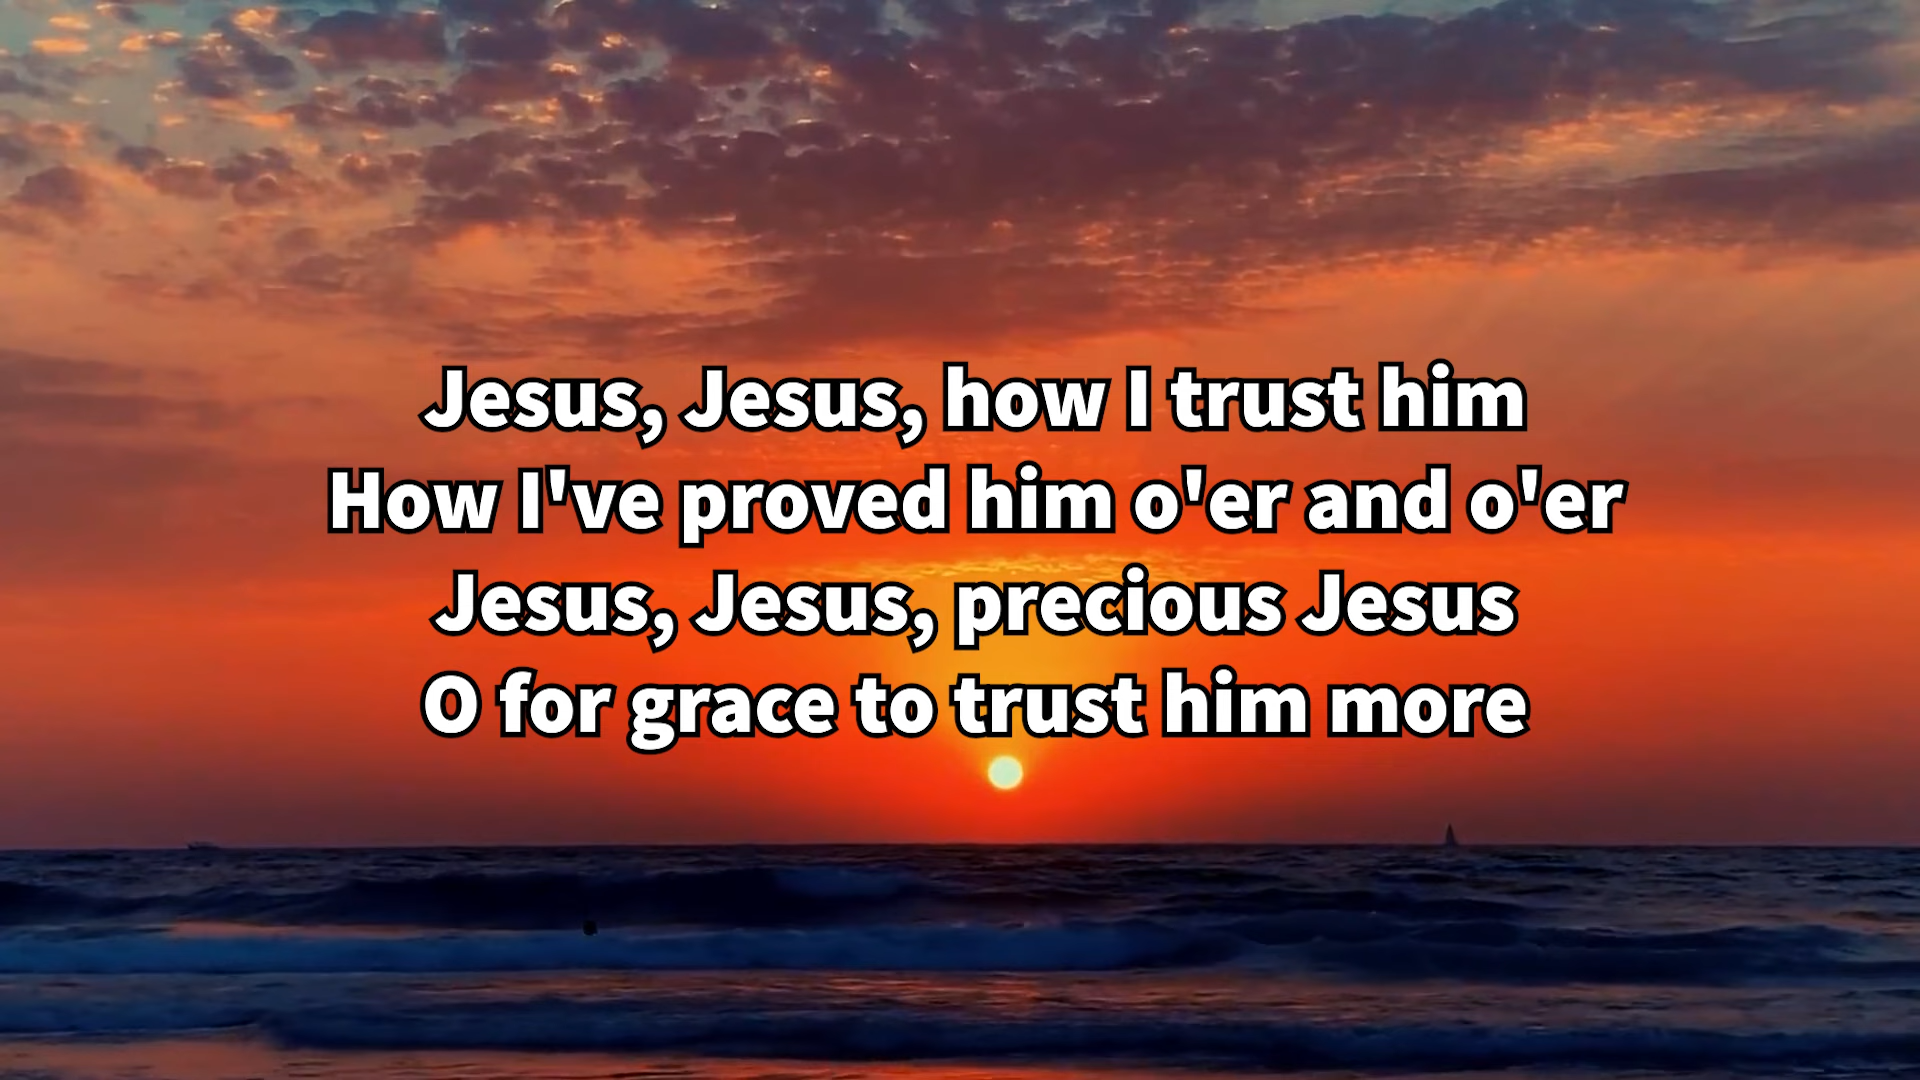 Jesus, Jesus, how I trust him
How I've proved him o'er and o'er
Jesus, Jesus, precious Jesus
O for grace to trust him more